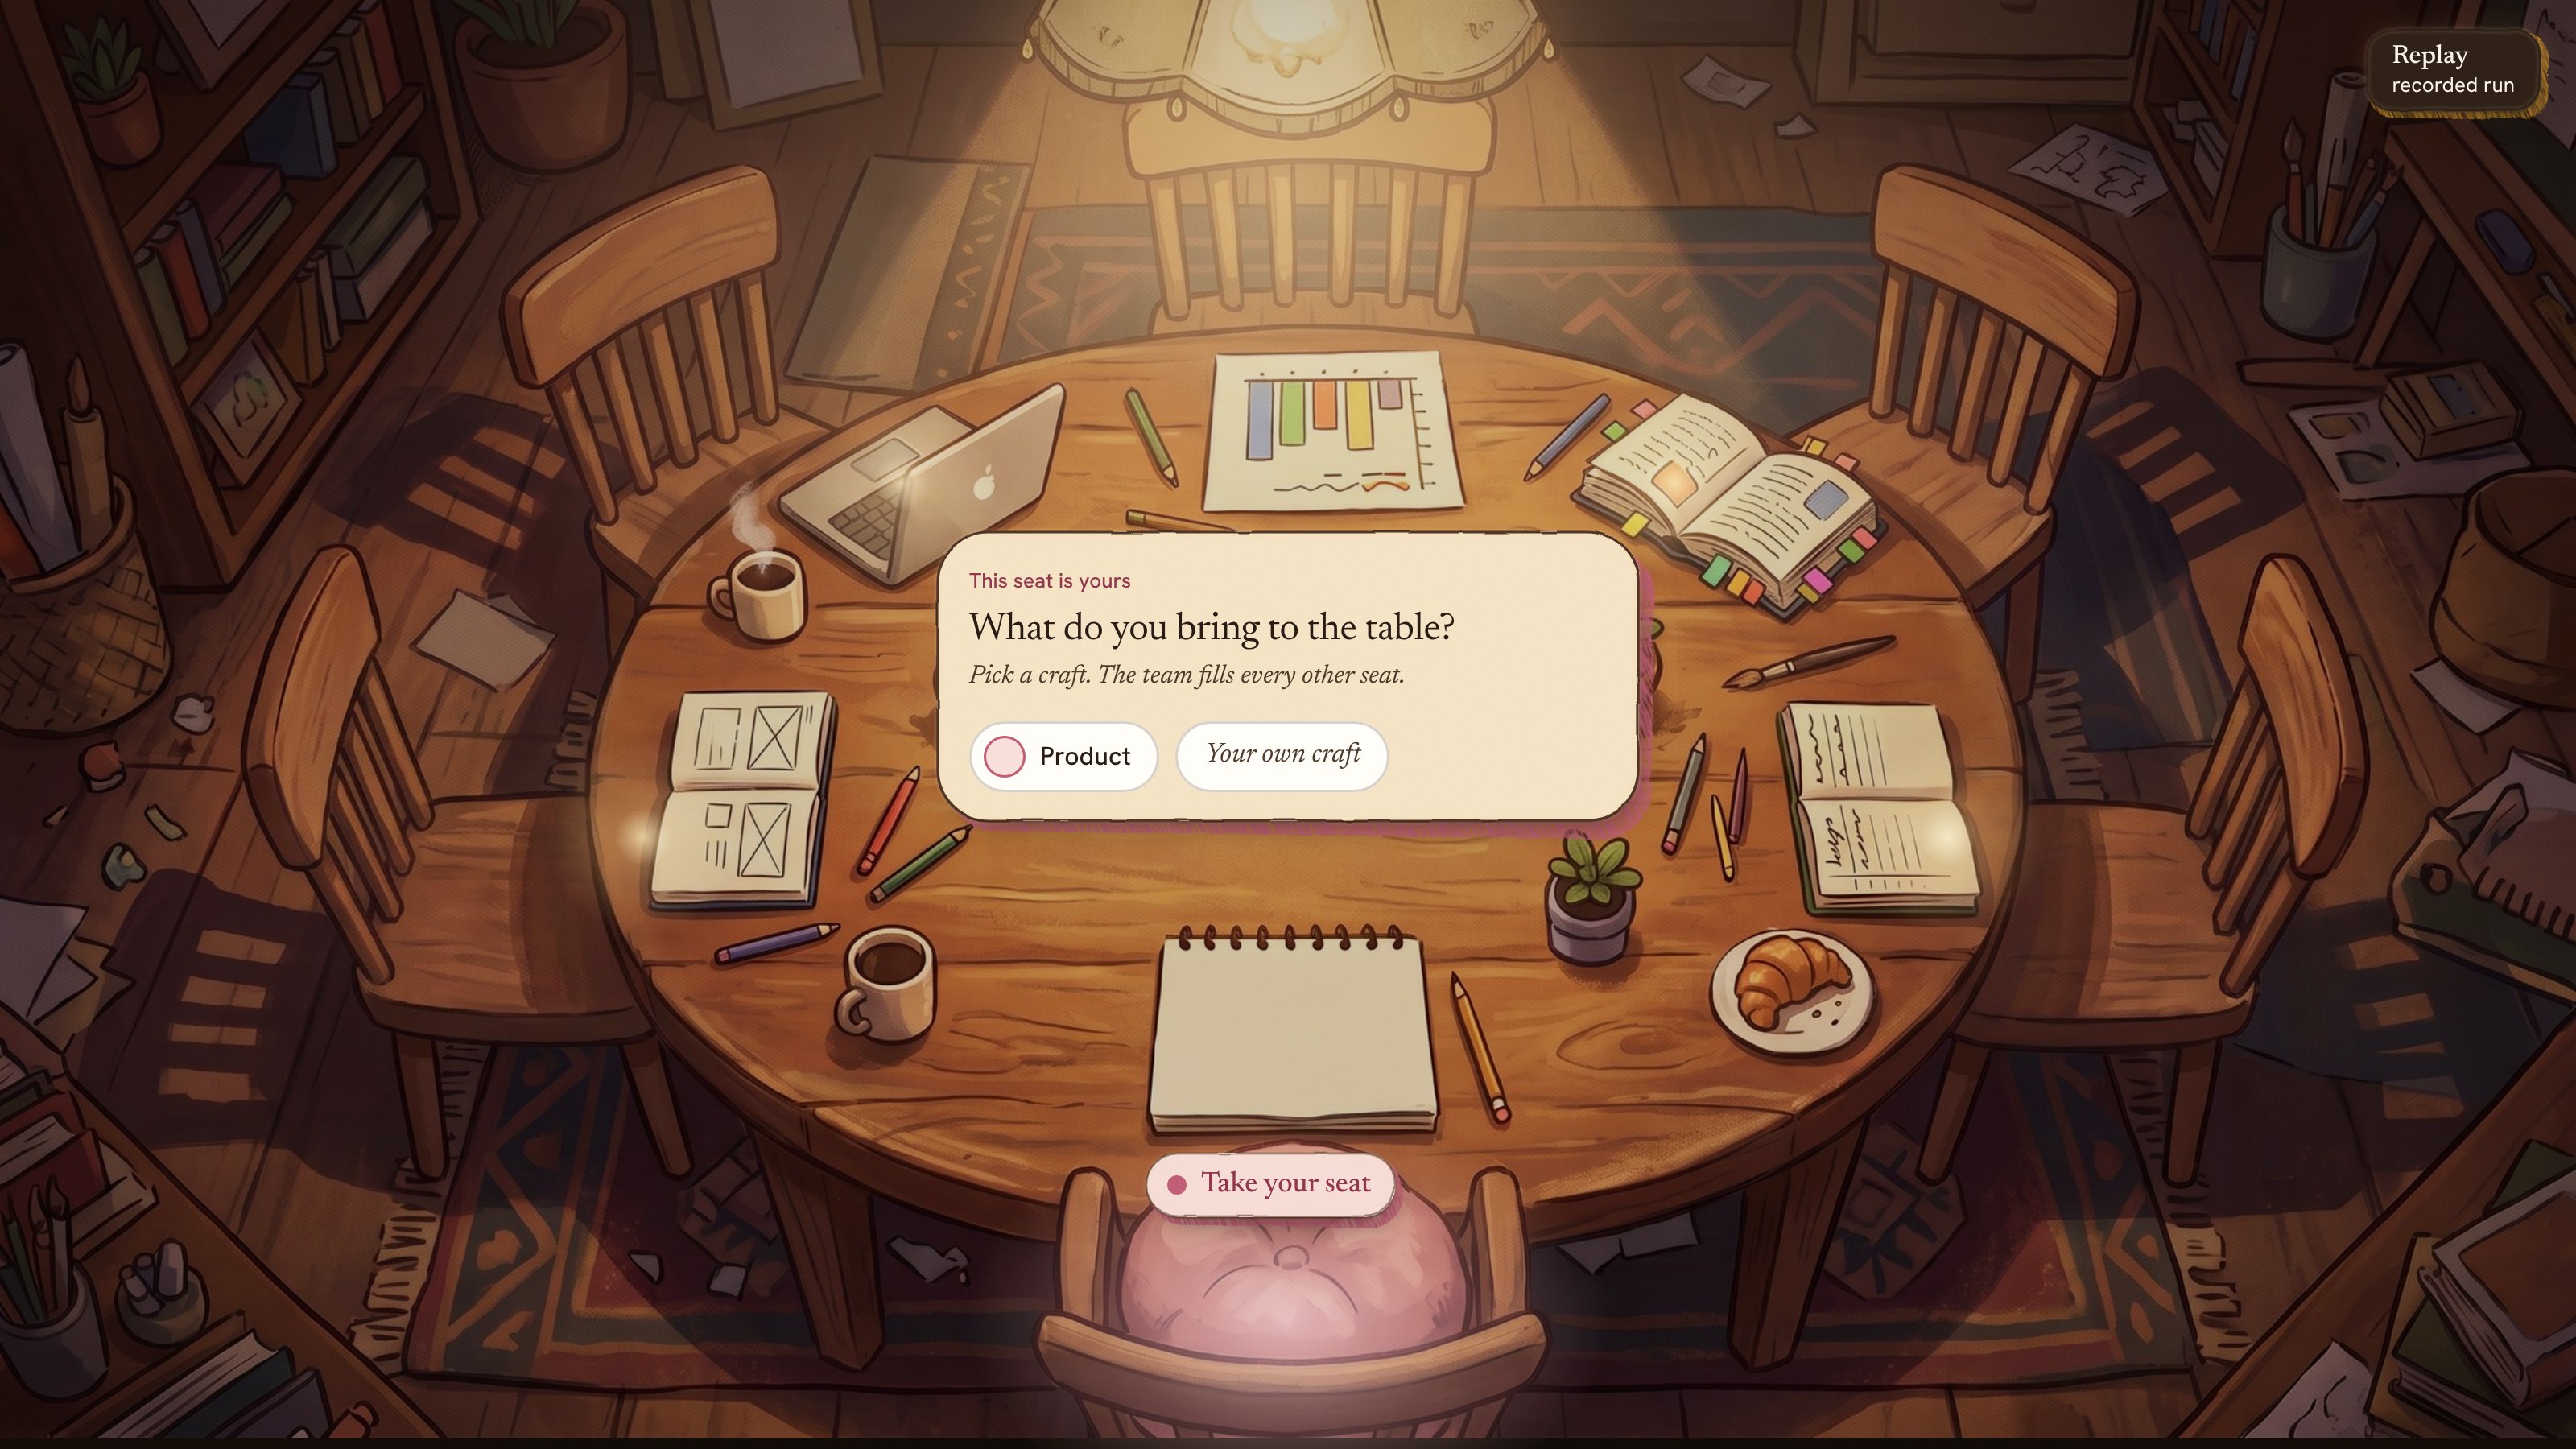 Replay
recorded run
This seat is yours
What do you bring to the table?
Pick a craft. The team fills every other seat.
Product
Your own craft
Take your seat